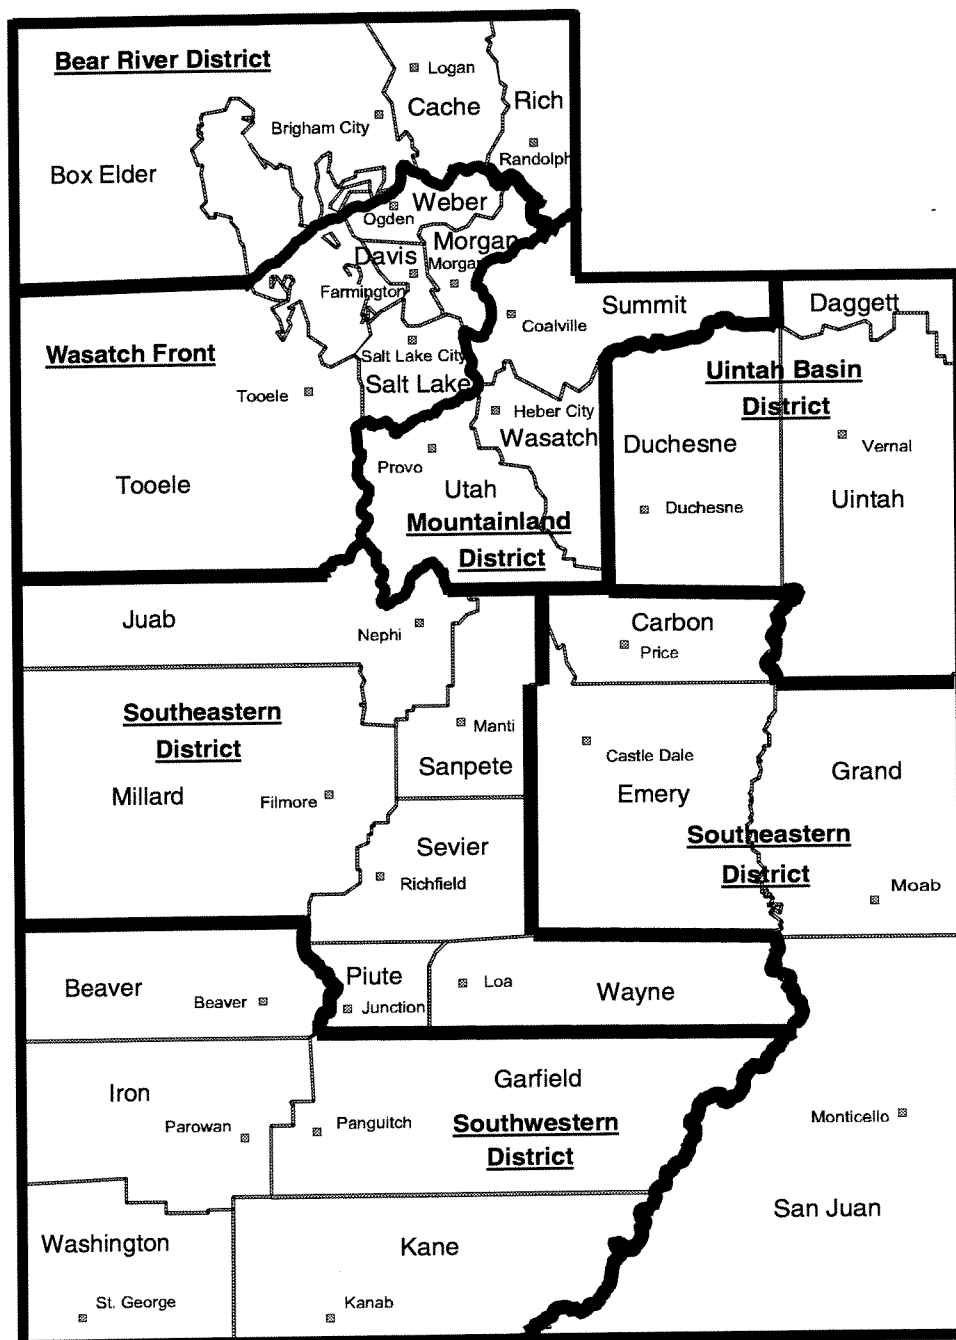 Bear River District
Logan
Cache
Rich
Brigham City
Randolph
Box Elder
Weber
Ogden
Morgan
Davis
Morgan
Farmington
Summit
Daggett
Coalville
Wasatch Front
Salt Lake City
Salt Lake
Tooele
Uintah Basin
District
Heber City
Wasatch
Duchesne
Vernal
Provo
Tooele
Utah
Uintah
Duchesne
Mountainland
District
Juab
Nephi
Carbon
Price
Southeastern
District
Manti
Sanpete
Castle Dale
Emery
Grand
Millard
Filmore
Sevier
Richfield
Southeastern
District
Moab
Beaver
Beaver
Piute
Junction
Loa
Wayne
Iron
Parowan
Garfield
Panguitch
Southwestern
District
Monticello
San Juan
Washington
Kane
St. George
Kanab